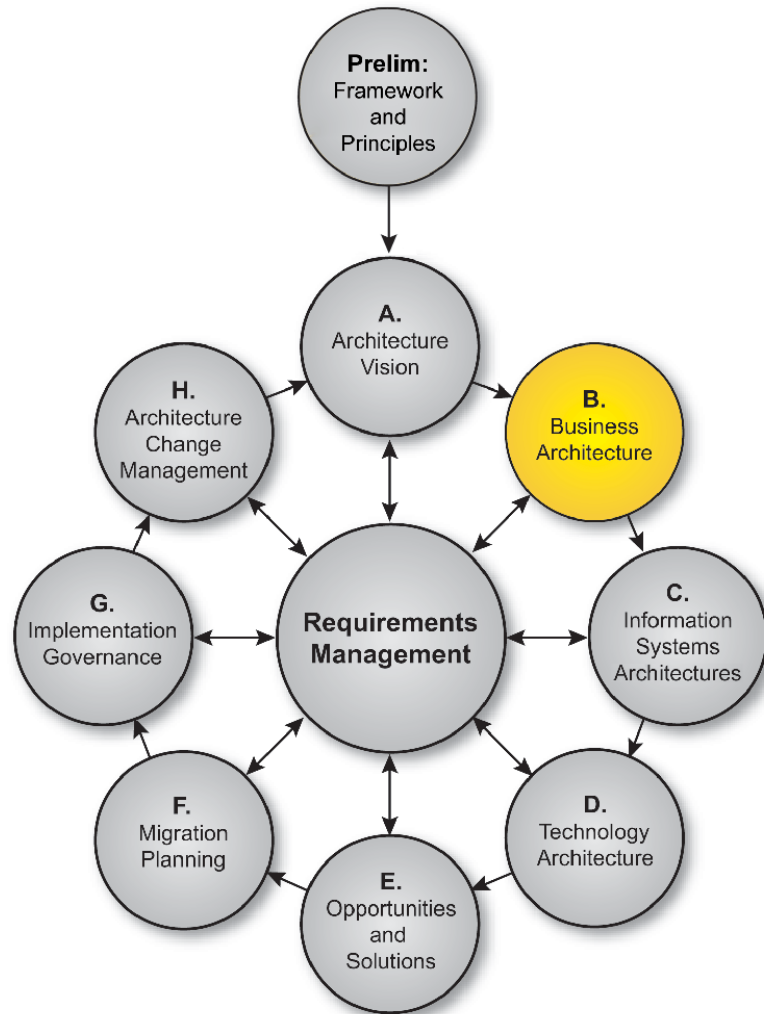 Prelim:
Framework
and
Principles
A.
Architecture
Vision
B.
Business
Architecture
C.
Information
Systems
Architectures
D.
Technology
Architecture
E.
Opportunities
and
Solutions
F.
Migration
Planning
G.
Implementation
Governance
H.
Architecture
Change
Management
Requirements
Management